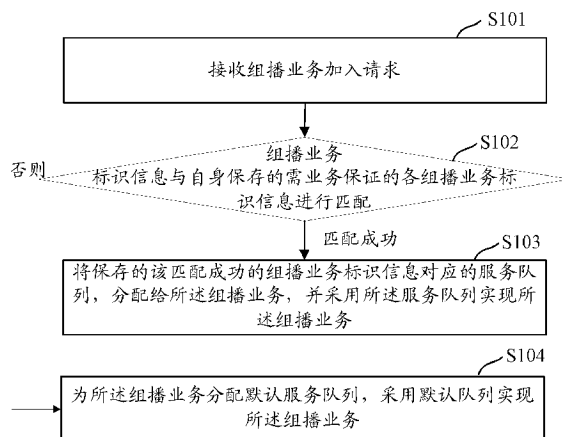 S101
接收组播业务加入请求
S102
否则
组播业务
标识信息与自身保存的需业务保证的各组播业务标
识信息进行匹配
匹配成功
S103
将保存的该匹配成功的组播业务标识信息对应的服务队
列，分配给所述组播业务，并采用所述服务队列实现所
述组播业务
S104
为所述组播业务分配默认服务队列，采用默认队列实现
所述组播业务